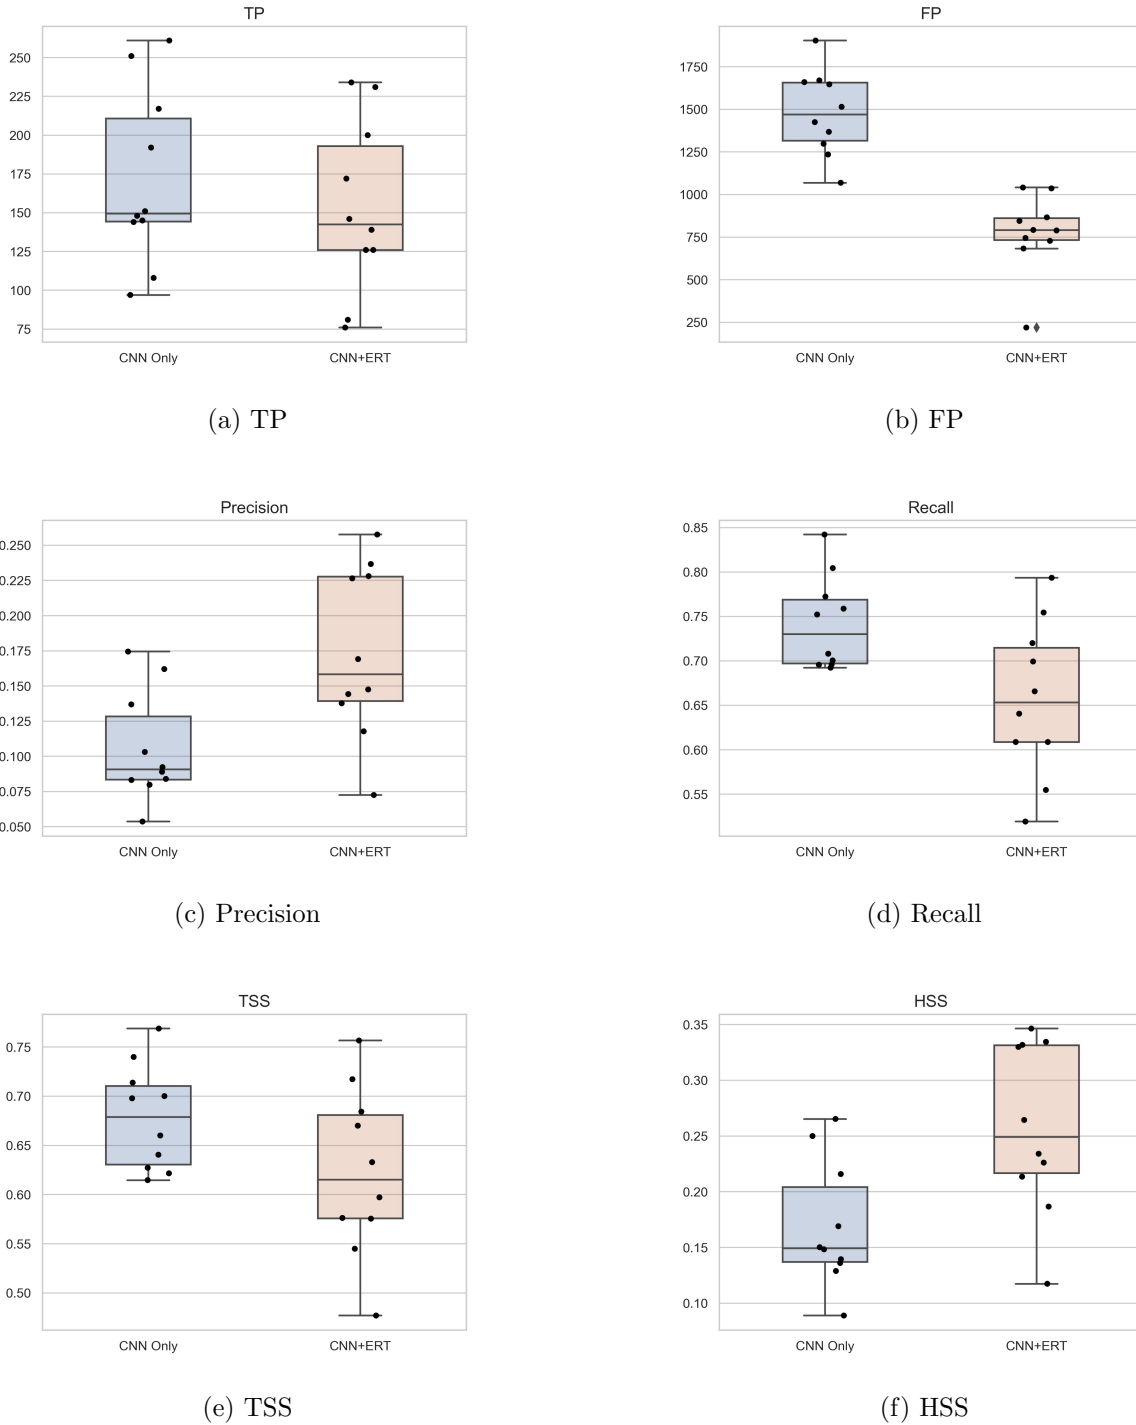 TP
250
225
200
175
150
125
100
75
CNN Only
CNN+ERT
(a) TP
FP
1750
1500
1250
1000
750
500
250
CNN Only
CNN+ERT
(b) FP
Precision
0.250
0.225
0.200
0.175
0.150
0.125
0.100
0.075
0.050
CNN Only
CNN+ERT
(c) Precision
Recall
0.85
0.80
0.75
0.70
0.65
0.60
0.55
CNN Only
CNN+ERT
(d) Recall
TSS
0.75
0.70
0.65
0.60
0.55
0.50
CNN Only
CNN+ERT
(e) TSS
HSS
0.35
0.30
0.25
0.20
0.15
0.10
CNN Only
CNN+ERT
(f) HSS